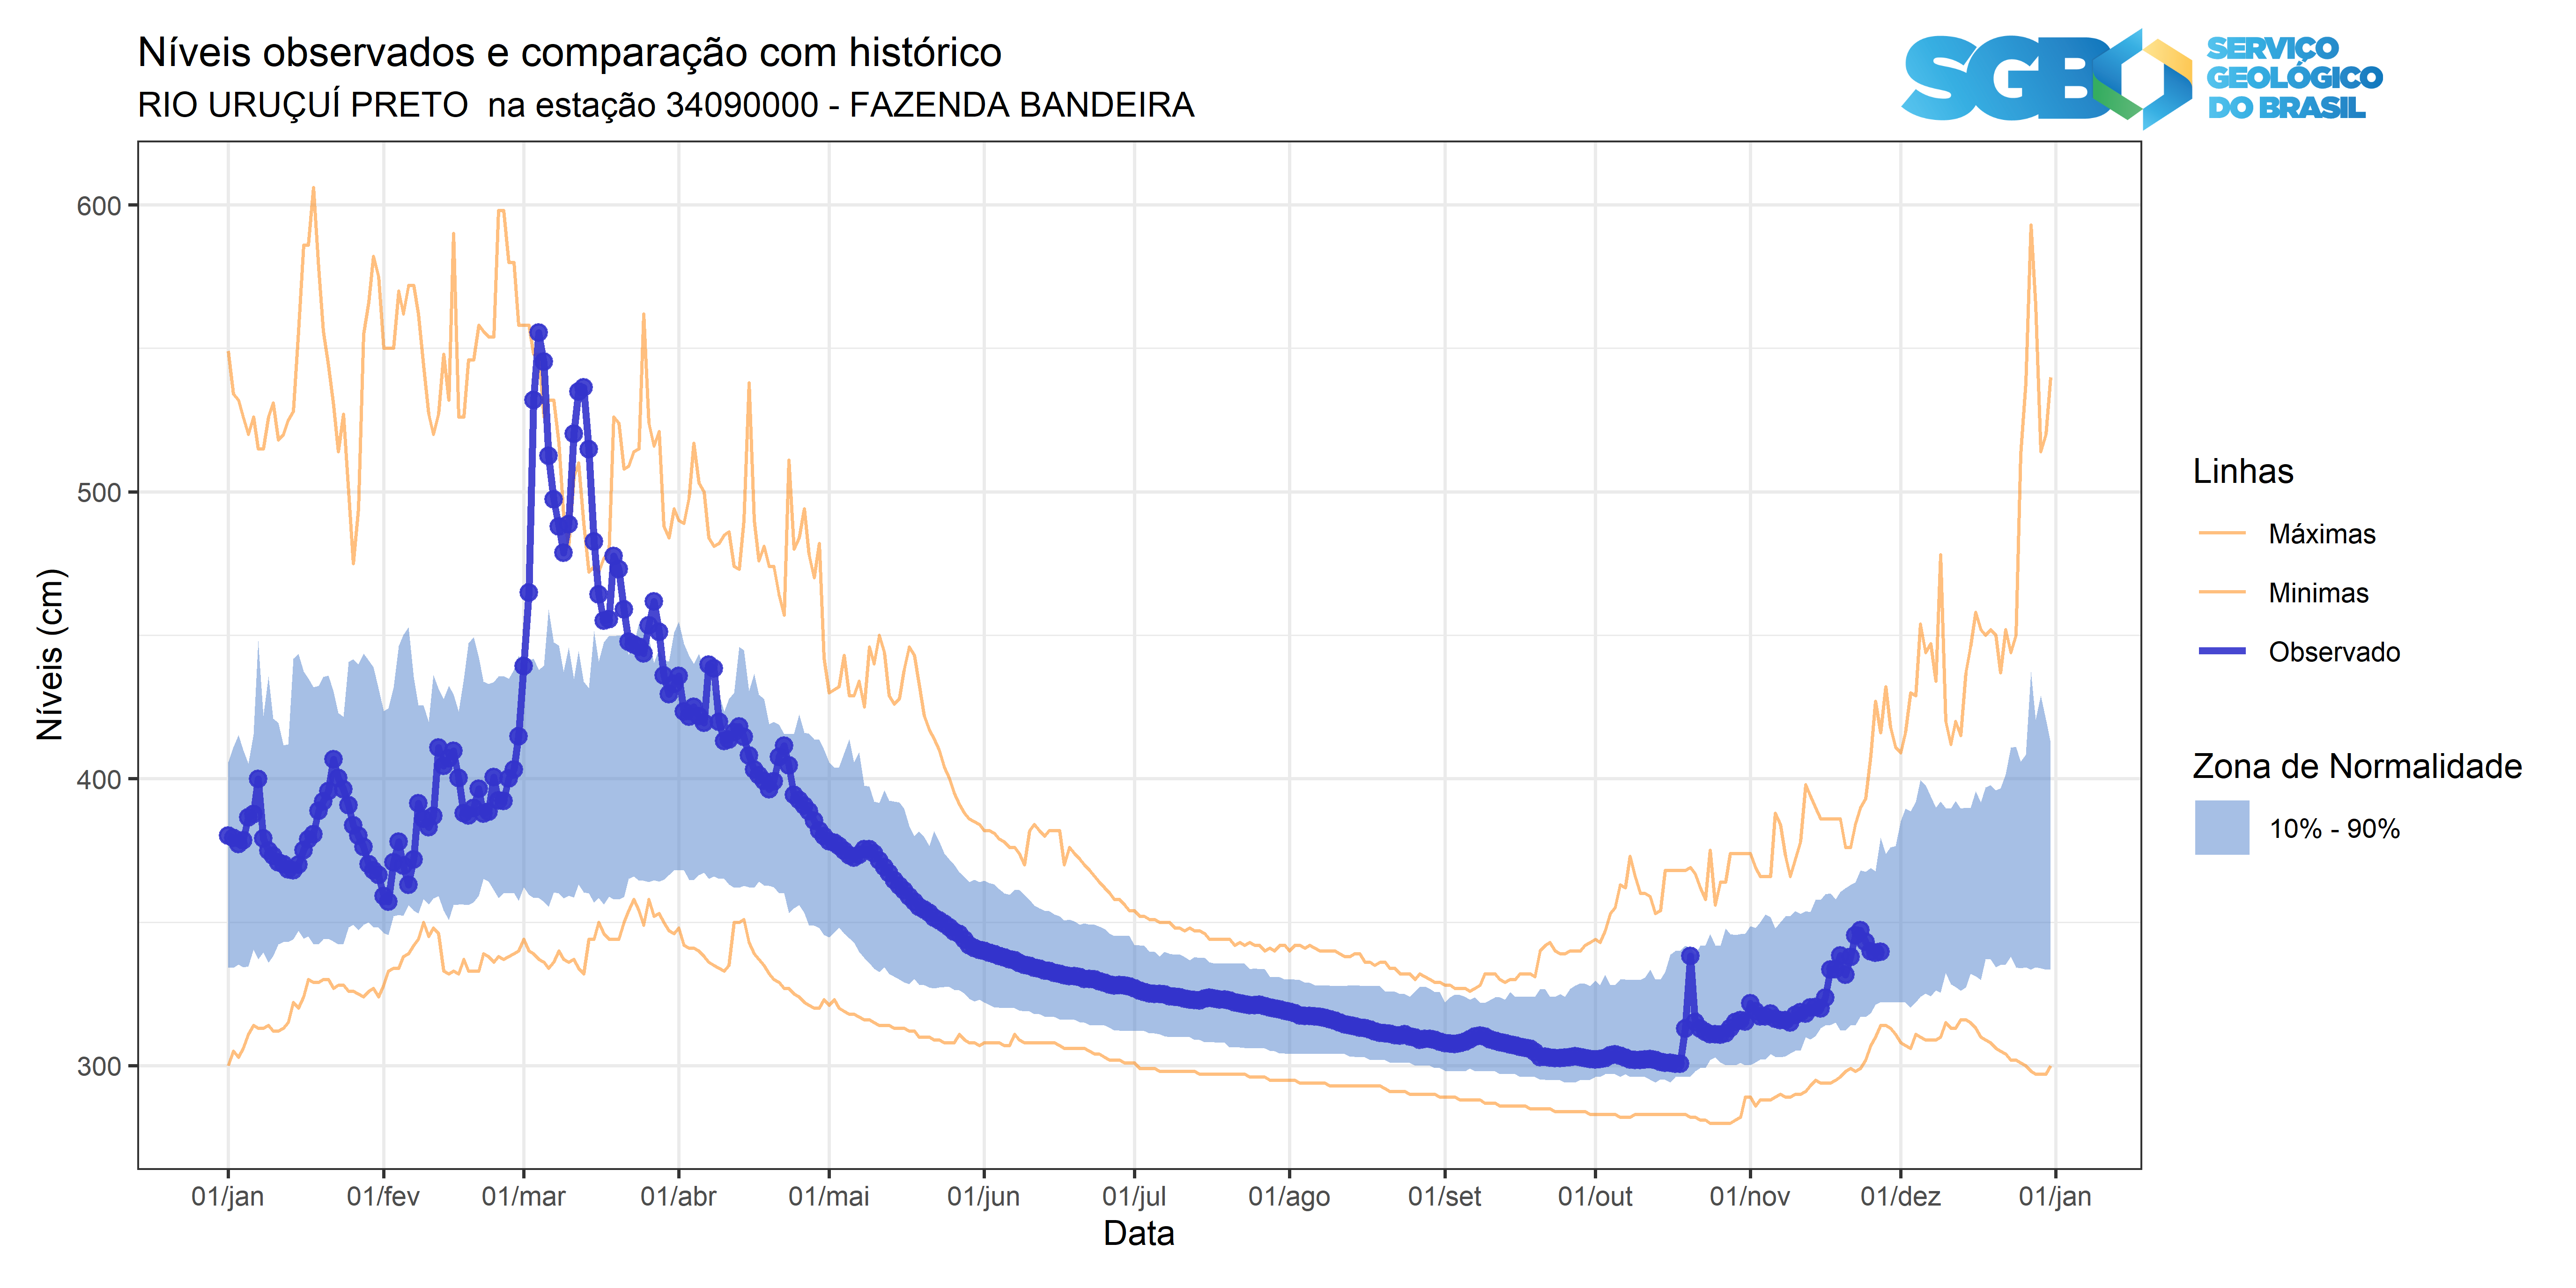 Níveis observados e comparação com histórico
RIO URUÇUÍ PRETO  na estação 34090000 - FAZENDA BANDEIRA
SGB
SERVIÇO
GEOLÓGICO
DO BRASIL
Níveis (cm)
600
500
400
300
01/jan
01/fev
01/mar
01/abr
01/mai
01/jun
01/jul
01/ago
01/set
01/out
01/nov
01/dez
01/jan
Data
Linhas
Máximas
Minimas
Observado
Zona de Normalidade
10% - 90%